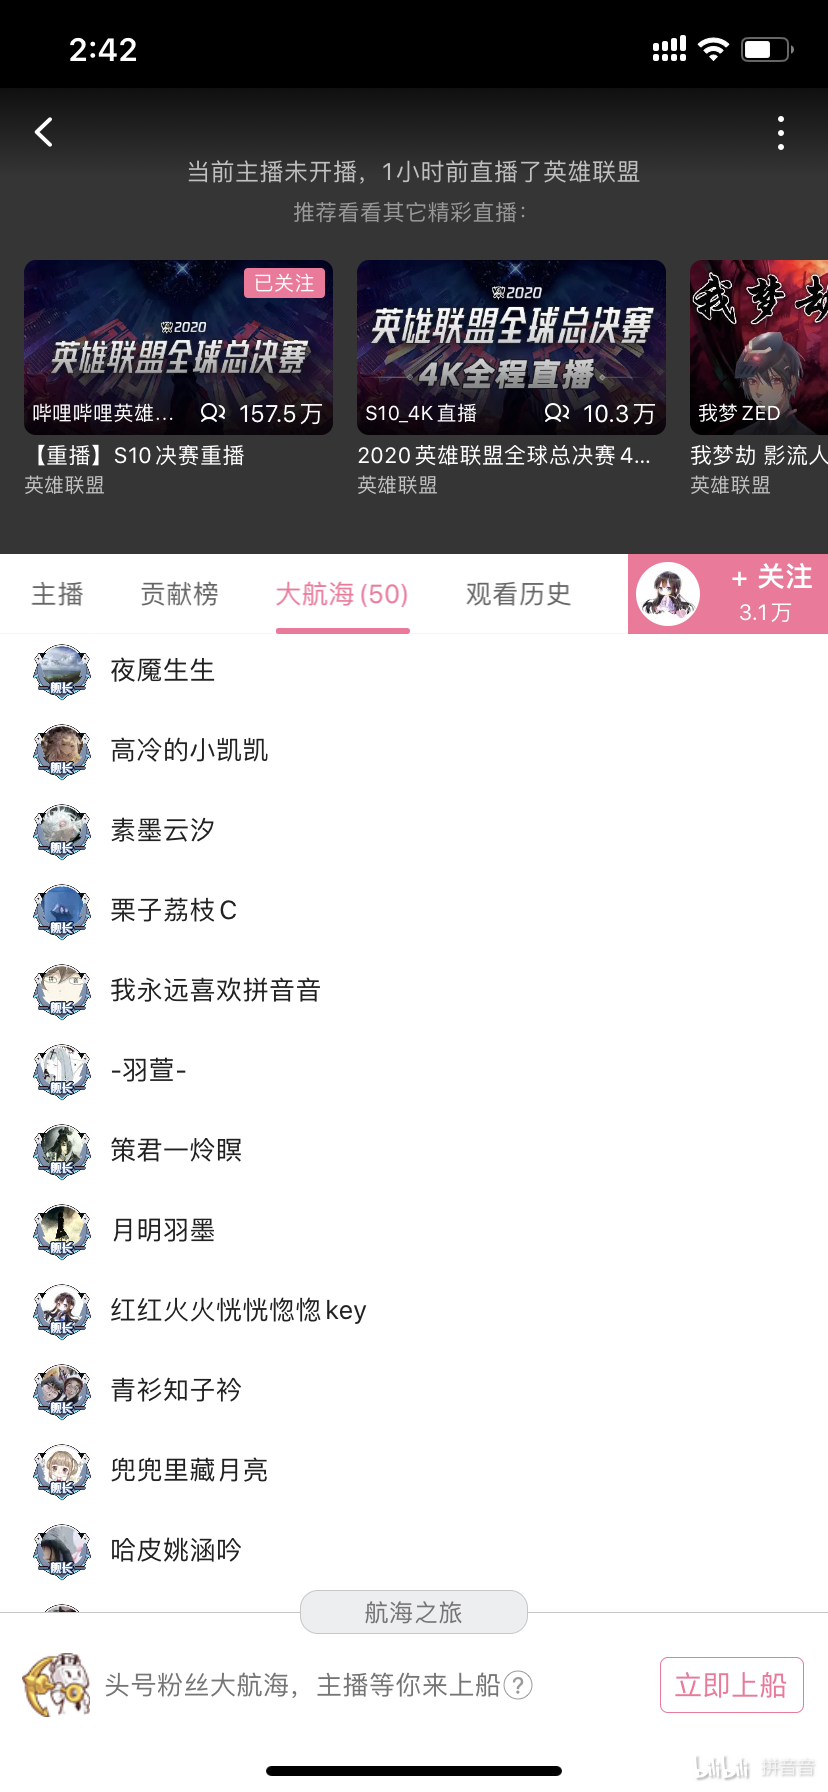 2:42
当前主播未开播，1小时前直播了英雄联盟
推荐看看其它精彩直播：
已关注
2020
英雄联盟全球总决赛
哔哩哔哩英雄... 157.5万
【重播】S10决赛重播
英雄联盟
2020
英雄联盟全球总决赛
4K全程直播
S10_4K直播 10.3万
2020英雄联盟全球总决赛4...
英雄联盟
我梦劫
我梦ZED
我梦劫 影流人
英雄联盟
主播 贡献榜 大航海(50) 观看历史
+ 关注
3.1万
舰长 夜魇生生
舰长 高冷的小凯凯
舰长 素墨云汐
舰长 栗子荔枝C
舰长 我永远喜欢拼音音
舰长 -羽萱-
舰长 策君一炩瞑
舰长 月明羽墨
舰长 红红火火恍恍惚惚key
舰长 青衫知子衿
舰长 兜兜里藏月亮
舰长 哈皮姚涵吟
航海之旅
头号粉丝大航海，主播等你来上船?
立即上船
bilibili 拼音音